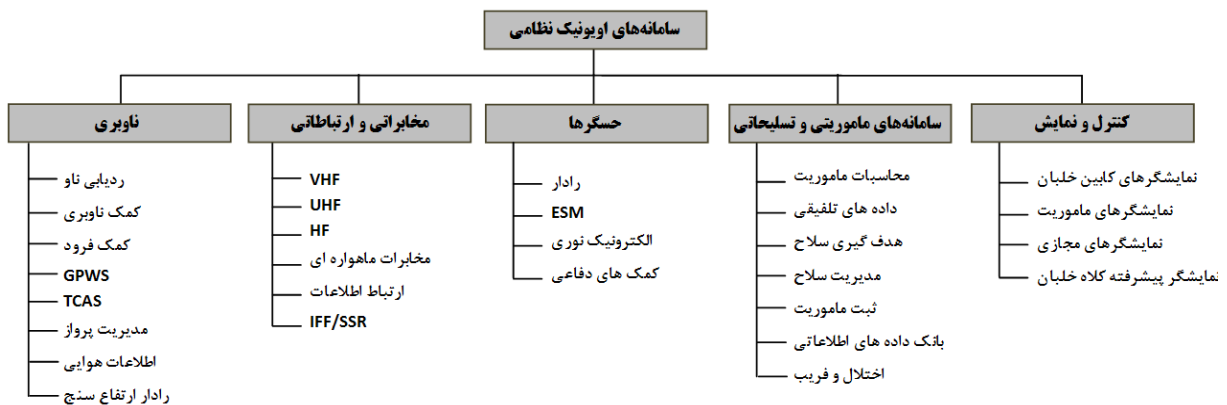 سامانه‌های اویونیک نظامی
کنترل و نمایش
نمایشگرهای کابین خلبان
نمایشگرهای ماموریت
نمایشگرهای مجازی
نمایشگر پیشرفته کلاه خلبان
سامانه‌های ماموریتی و تسلیحاتی
محاسبات ماموریت
داده های تلفیقی
هدف گیری سلاح
مدیریت سلاح
ثبت ماموریت
بانک داده های اطلاعاتی
اختلال و فریب
حسگرها
رادار
ESM
الکترونیک نوری
کمک های دفاعی
مخابراتی و ارتباطاتی
VHF
UHF
HF
مخابرات ماهواره ای
ارتباط اطلاعات
IFF/SSR
ناوبری
ردیابی ناو
کمک ناوبری
کمک فرود
GPWS
TCAS
مدیریت پرواز
اطلاعات هوایی
رادار ارتفاع سنج